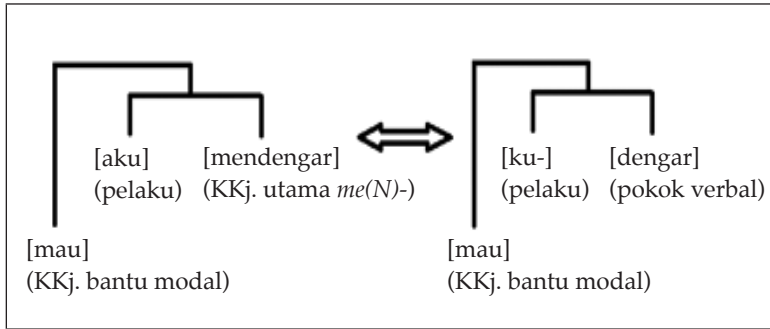 [aku] [mendengar] [ku-] [dengar]
(pelaku) (KKj. utama me(N)-) (pelaku) (pokok verbal)
[mau] [mau]
(KKj. bantu modal) (KKj. bantu modal)